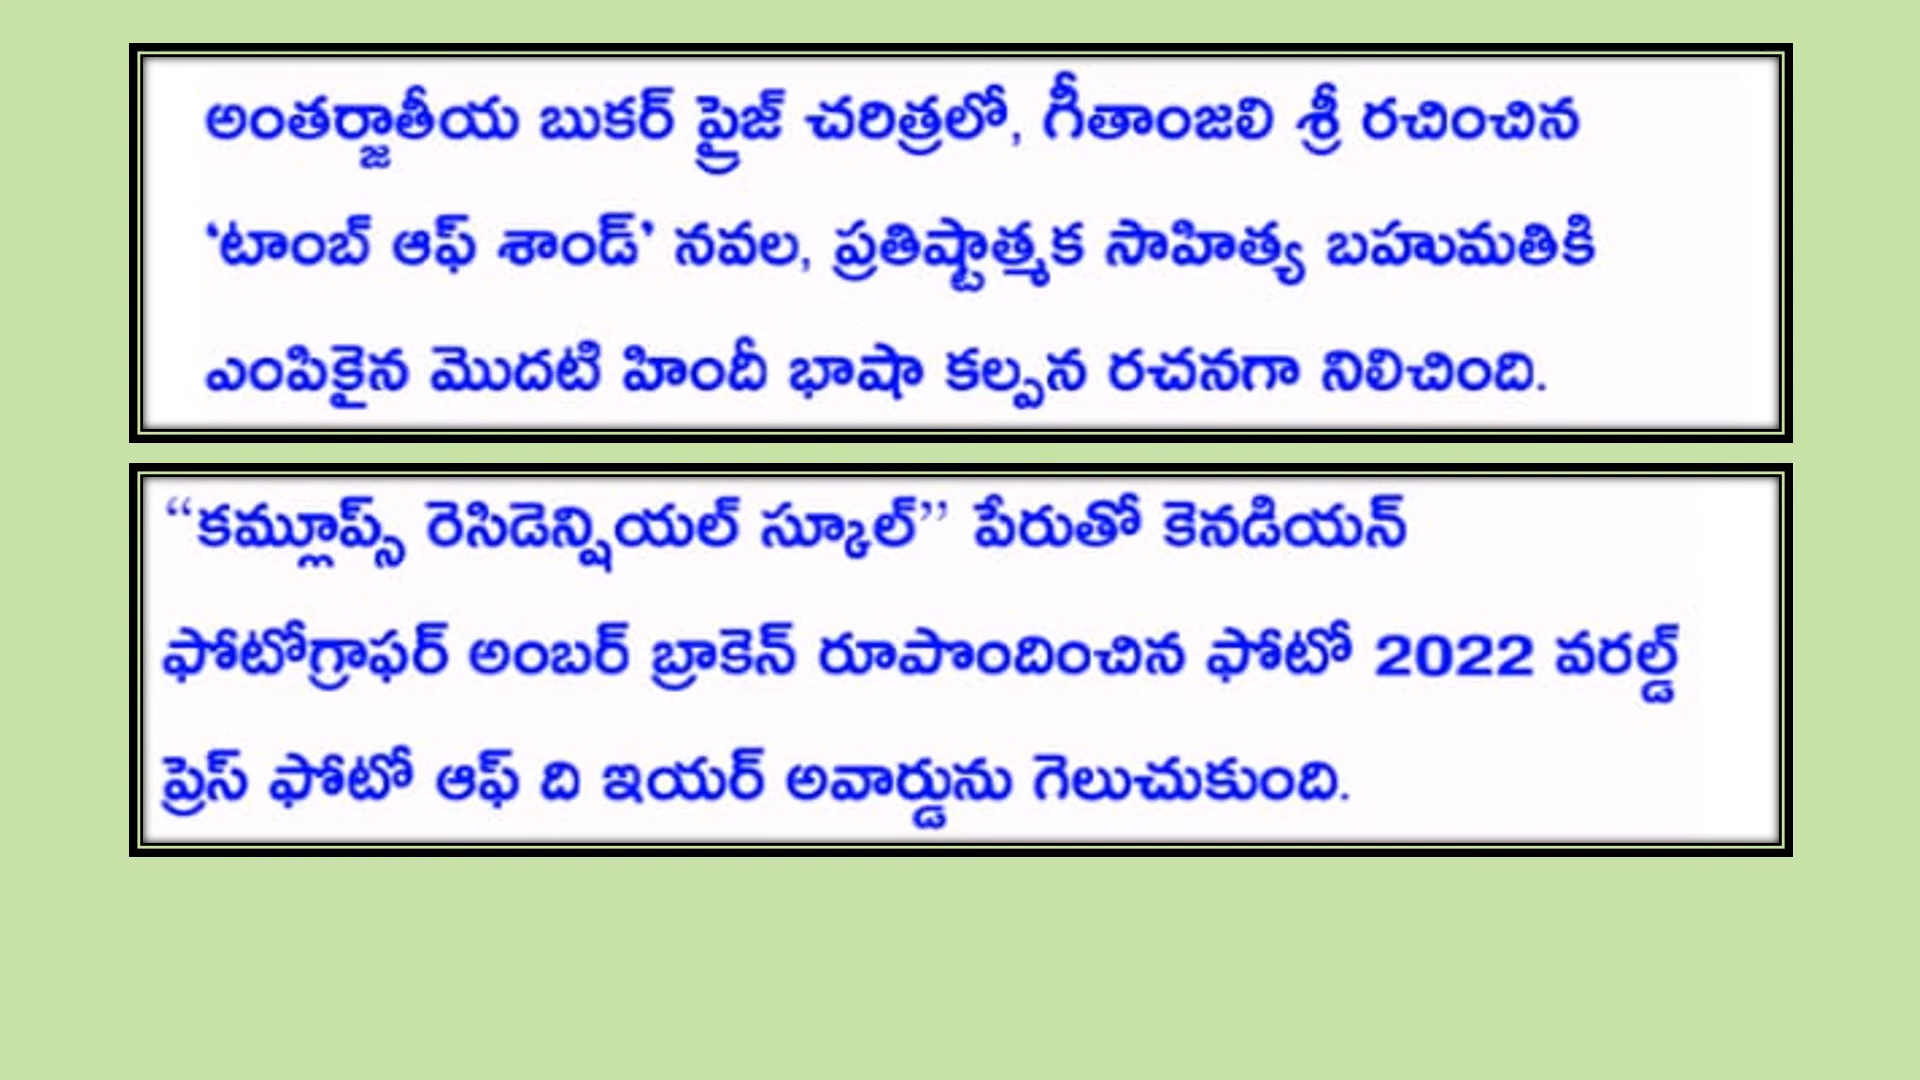 అంతర్జాతీయ బుకర్ ప్రైజ్ చరిత్రలో, గీతాంజలి శ్రీ రచించిన
‘టాంబ్ ఆఫ్ శాండ్’ నవల, ప్రతిష్టాత్మక సాహిత్య బహుమతికి
ఎంపికైన మొదటి హిందీ భాషా కల్పన రచనగా నిలిచింది.
“కమ్లూప్స్ రెసిడెన్షియల్ స్కూల్” పేరుతో కెనడియన్
ఫోటోగ్రాఫర్ అంబర్ బ్రాకెన్ రూపొందించిన ఫోటో 2022 వరల్డ్
ప్రెస్ ఫోటో ఆఫ్ ది ఇయర్ అవార్డును గెలుచుకుంది.